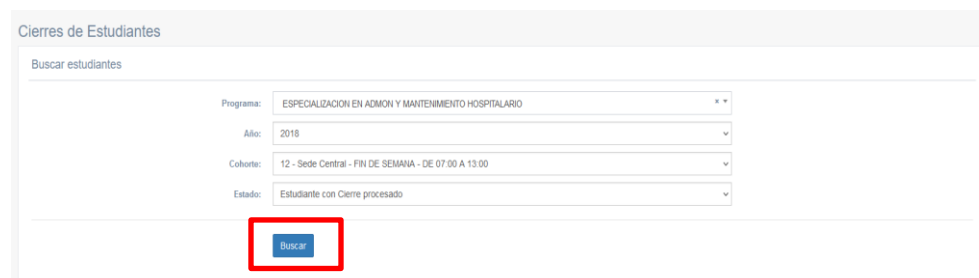 Cierres de Estudiantes
Buscar estudiantes
Programa: ESPECIALIZACION EN ADMON Y MANTENIMIENTO HOSPITALARIO × ▾
Año: 2018
Cohorte: 12 - Sede Central - FIN DE SEMANA - DE 07:00 A 13:00
Estado: Estudiante con Cierre procesado
Buscar